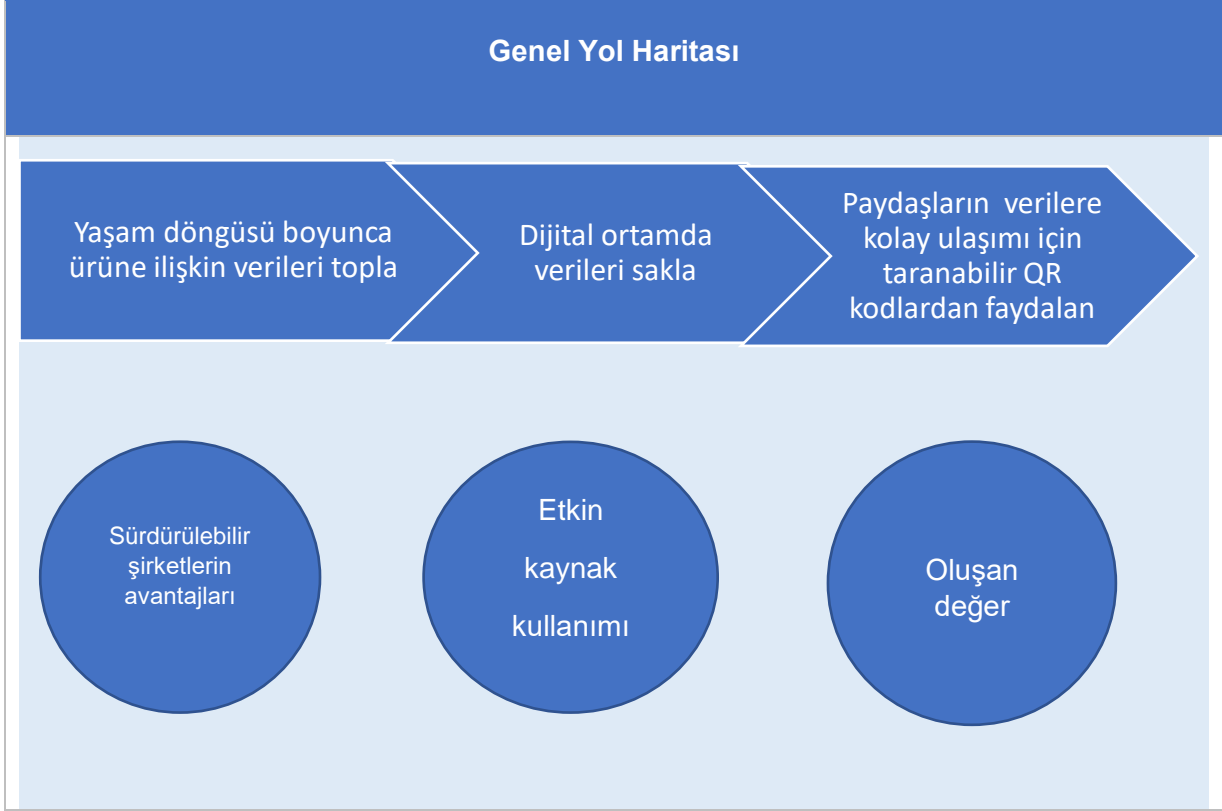 Genel Yol Haritası
Yaşam döngüsü boyunca
ürüne ilişkin verileri topla
Dijital ortamda
verileri sakla
Paydaşların  verilere
kolay ulaşımı için
taranabilir QR
kodlardan faydalan
Sürdürülebilir
şirketlerin
avantajları
Etkin
kaynak
kullanımı
Oluşan
değer